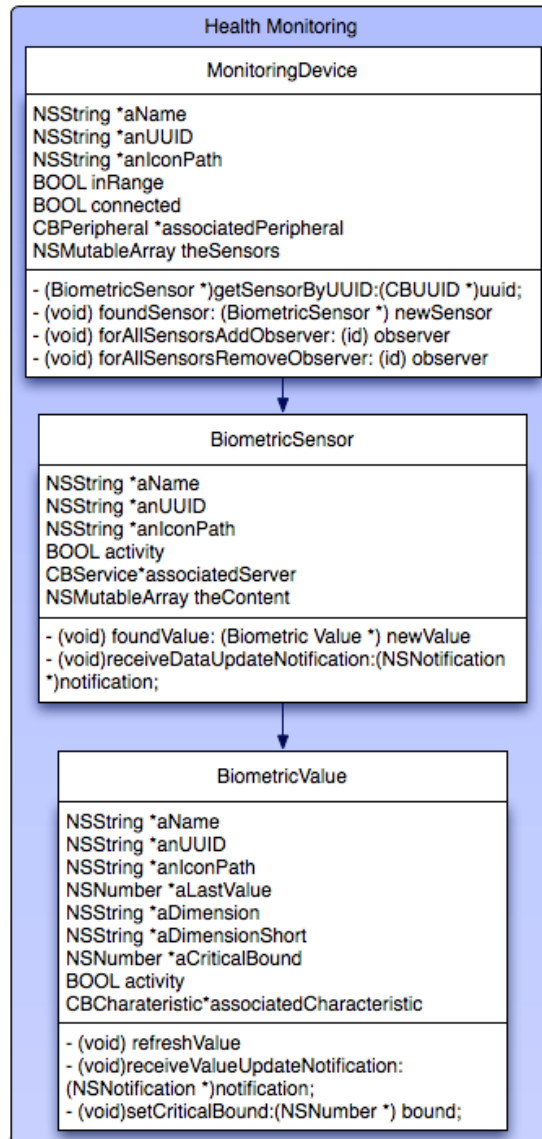 Health Monitoring
MonitoringDevice
NSString *aName
NSString *anUUID
NSString *anIconPath
BOOL inRange
BOOL connected
CBPeripheral *associatedPeripheral
NSMutableArray theSensors
- (BiometricSensor *)getSensorByUUID:(CBUUID *)uuid;
- (void) foundSensor: (BiometricSensor *) newSensor
- (void) forAllSensorsAddObserver: (id) observer
- (void) forAllSensorsRemoveObserver: (id) observer
BiometricSensor
NSString *aName
NSString *anUUID
NSString *anIconPath
BOOL activity
CBService*associatedServer
NSMutableArray theContent
- (void) foundValue: (Biometric Value *) newValue
- (void)receiveDataUpdateNotification:(NSNotification
*)notification;
BiometricValue
NSString *aName
NSString *anUUID
NSString *anIconPath
NSNumber *aLastValue
NSString *aDimension
NSString *aDimensionShort
NSNumber *aCriticalBound
BOOL activity
CBCharateristic*associatedCharacteristic
- (void) refreshValue
- (void)receiveValueUpdateNotification:
(NSNotification *)notification;
- (void)setCriticalBound:(NSNumber *) bound;